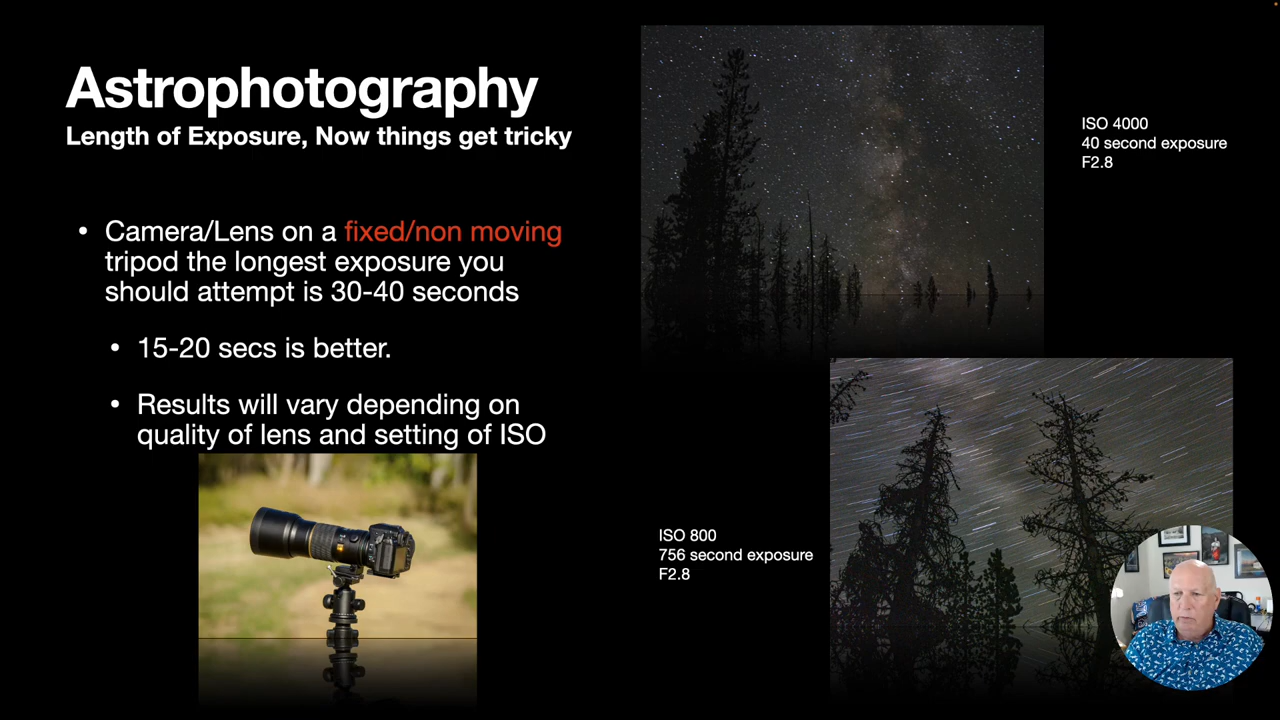 Astrophotography
Length of Exposure, Now things get tricky
• Camera/Lens on a fixed/non moving
tripod the longest exposure you
should attempt is 30-40 seconds
• 15-20 secs is better.
• Results will vary depending on
quality of lens and setting of ISO
ISO 4000
40 second exposure
F2.8
ISO 800
756 second exposure
F2.8